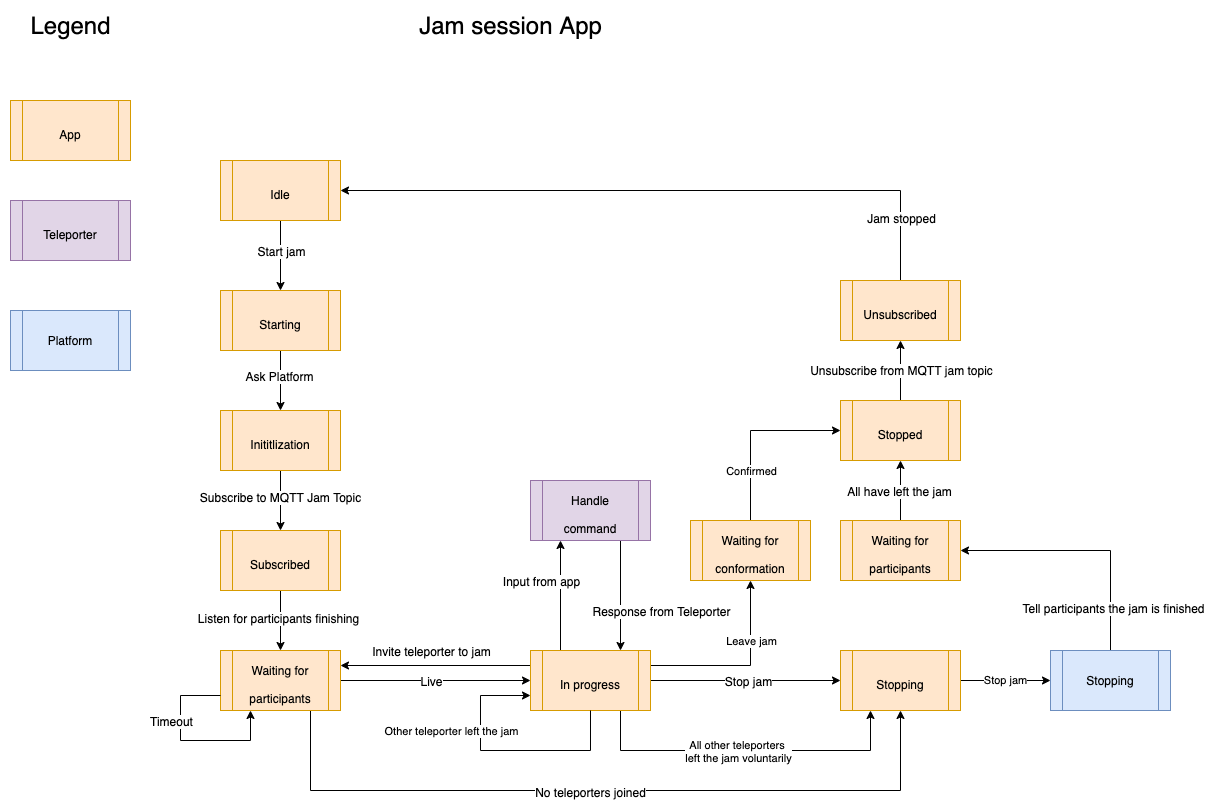 Legend
Jam session App
App
Teleporter
Platform
Idle
Start jam
Starting
Ask Platform
Inititlization
Subscribe to MQTT Jam Topic
Subscribed
Listen for participants finishing
Waiting for
participants
Timeout
Invite teleporter to jam
Live
Handle
command
Input from app
Response from Teleporter
In progress
Other teleporter left the jam
All other teleporters
left the jam voluntarily
No teleporters joined
Leave jam
Stop jam
Waiting for
conformation
Confirmed
Stopping
Stop jam
Stopping
Tell participants the jam is finished
Waiting for
participants
All have left the jam
Stopped
Unsubscribe from MQTT jam topic
Unsubscribed
Jam stopped